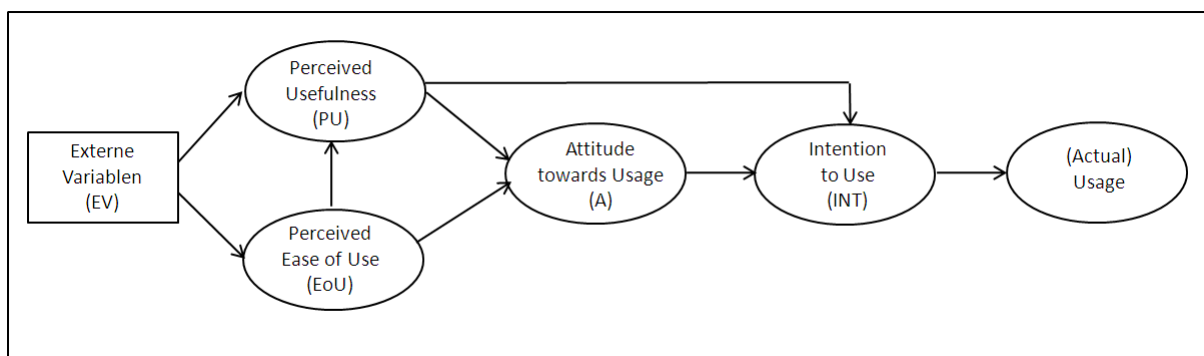 Externe
Variablen
(EV)
Perceived
Usefulness
(PU)
Perceived
Ease of Use
(EoU)
Attitude
towards Usage
(A)
Intention
to Use
(INT)
(Actual)
Usage